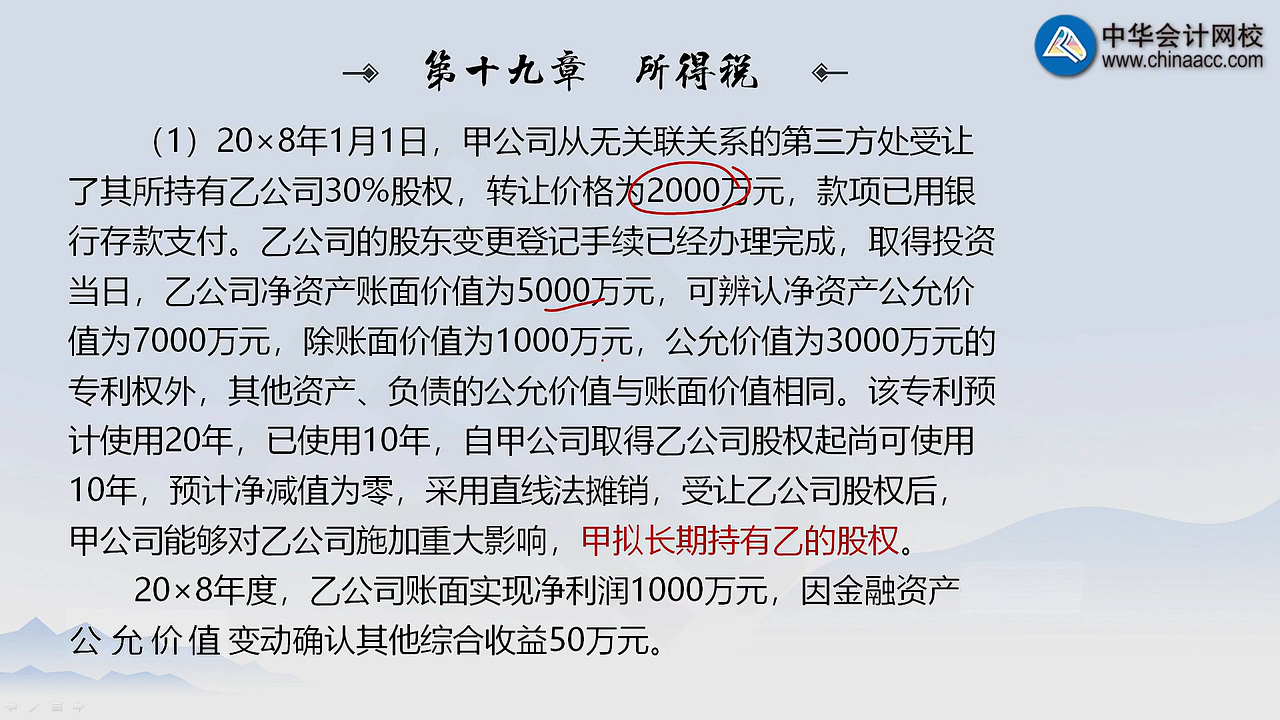 中华会计网校
www.chinaacc.com
第十九章 所得税
（1）20×8年1月1日，甲公司从无关联关系的第三方处受让
了其所持有乙公司30%股权，转让价格为2000万元，款项已用银
行存款支付。乙公司的股东变更登记手续已经办理完成，取得投资
当日，乙公司净资产账面价值为5000万元，可辨认净资产公允价
值为7000万元，除账面价值为1000万元，公允价值为3000万元的
专利权外，其他资产、负债的公允价值与账面价值相同。该专利预
计使用20年，已使用10年，自甲公司取得乙公司股权起尚可使用
10年，预计净减值为零，采用直线法摊销，受让乙公司股权后，
甲公司能够对乙公司施加重大影响，甲拟长期持有乙的股权。
20×8年度，乙公司账面实现净利润1000万元，因金融资产
公允价值变动确认其他综合收益50万元。